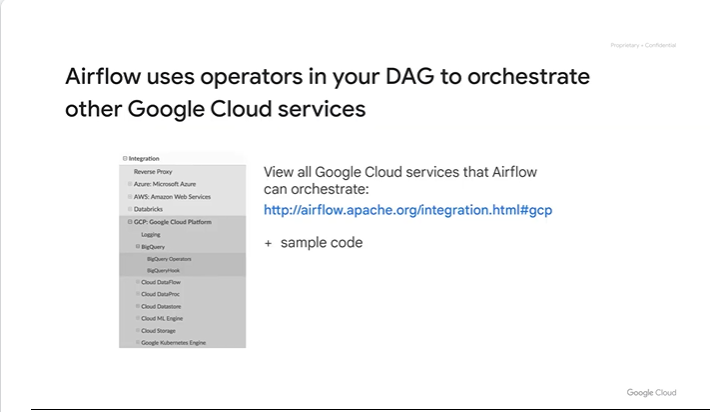 Proprietary + Confidential
Airflow uses operators in your DAG to orchestrate
other Google Cloud services
Integration
Reverse Proxy
Azure: Microsoft Azure
AWS: Amazon Web Services
Databricks
GCP: Google Cloud Platform
Logging
BigQuery
BigQuery Operators
BigQueryHook
Cloud DataFlow
Cloud DataProc
Cloud Datastore
Cloud ML Engine
Cloud Storage
Google Kubernetes Engine
View all Google Cloud services that Airflow
can orchestrate:
http://airflow.apache.org/integration.html#gcp
+ sample code
Google Cloud